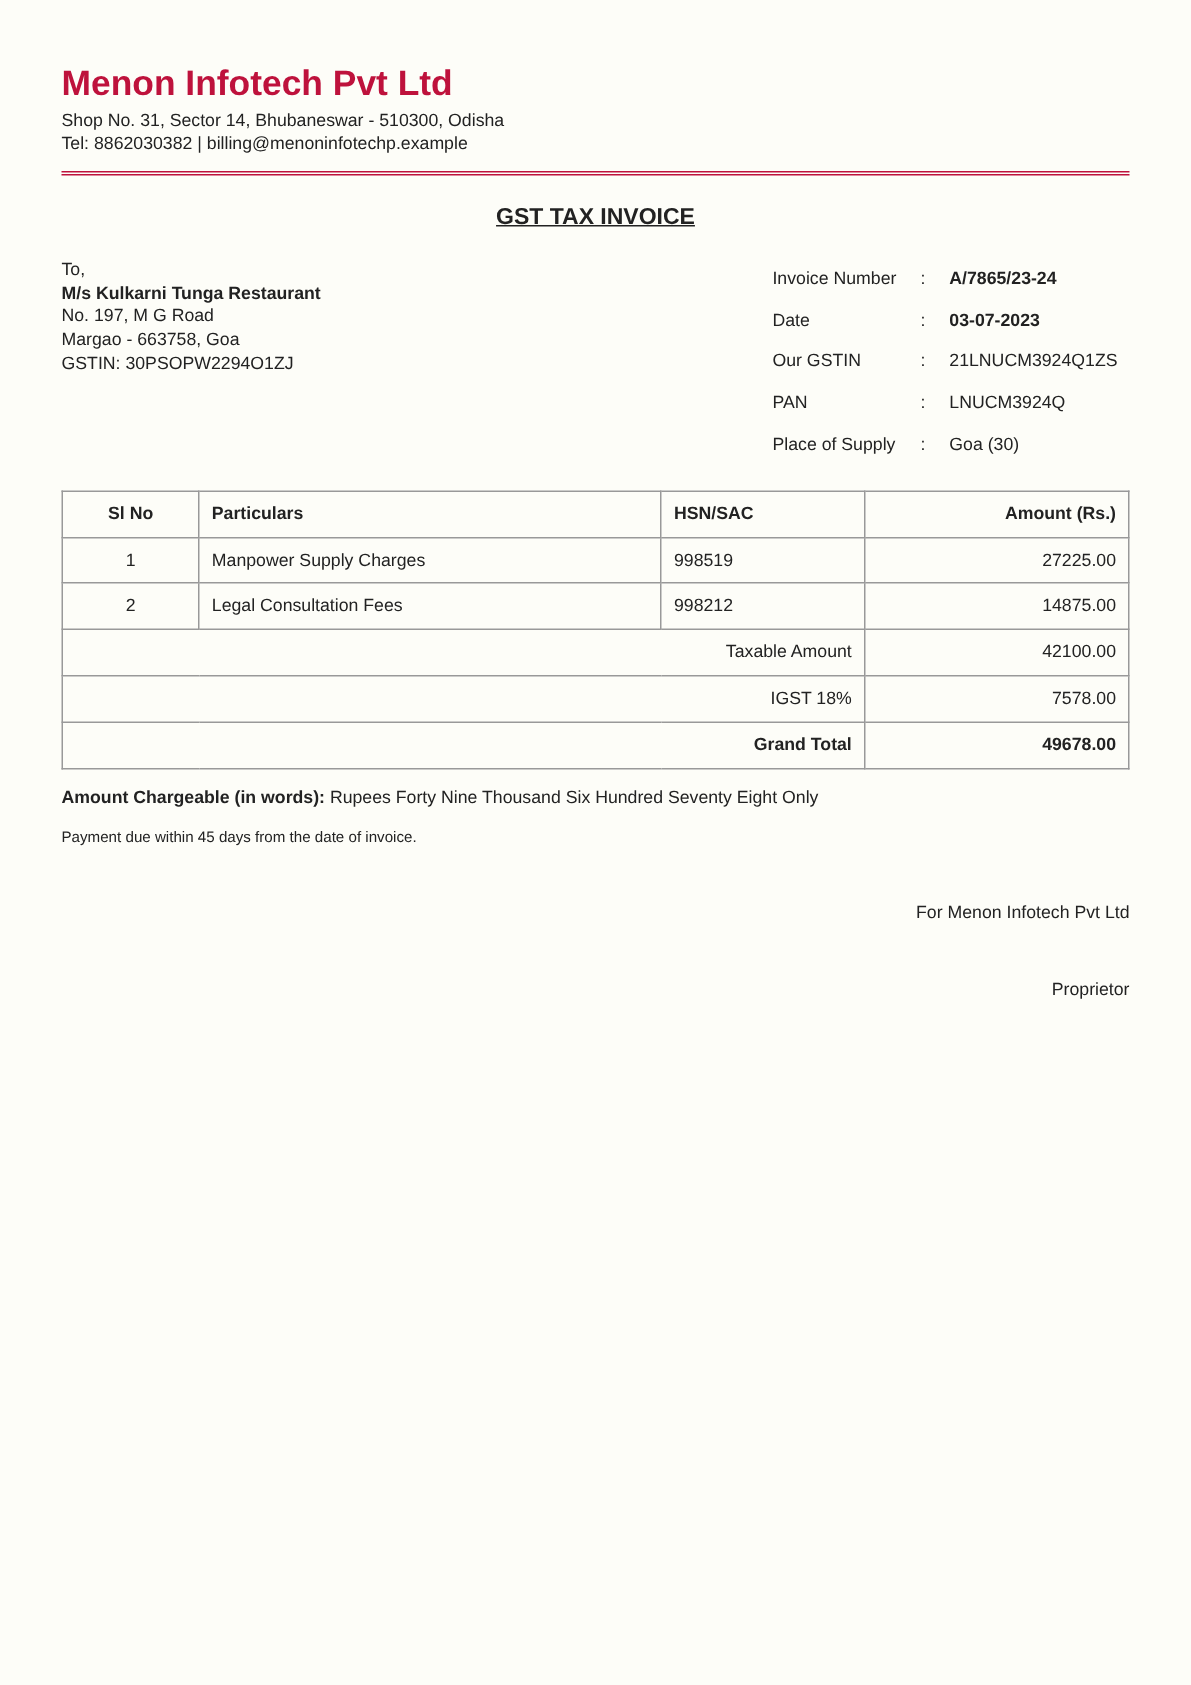 Menon Infotech Pvt Ltd
Shop No. 31, Sector 14, Bhubaneswar - 510300, Odisha
Tel: 8862030382 | billing@menoninfotechp.example
GST TAX INVOICE
To,
M/s Kulkarni Tunga Restaurant
No. 197, M G Road
Margao - 663758, Goa
GSTIN: 30PSOPW2294O1ZJ
Invoice Number : A/7865/23-24
Date : 03-07-2023
Our GSTIN : 21LNUCM3924Q1ZS
PAN : LNUCM3924Q
Place of Supply : Goa (30)
Sl No Particulars HSN/SAC Amount (Rs.)
1 Manpower Supply Charges 998519 27225.00
2 Legal Consultation Fees 998212 14875.00
Taxable Amount 42100.00
IGST 18% 7578.00
Grand Total 49678.00
Amount Chargeable (in words): Rupees Forty Nine Thousand Six Hundred Seventy Eight Only
Payment due within 45 days from the date of invoice.
For Menon Infotech Pvt Ltd
Proprietor